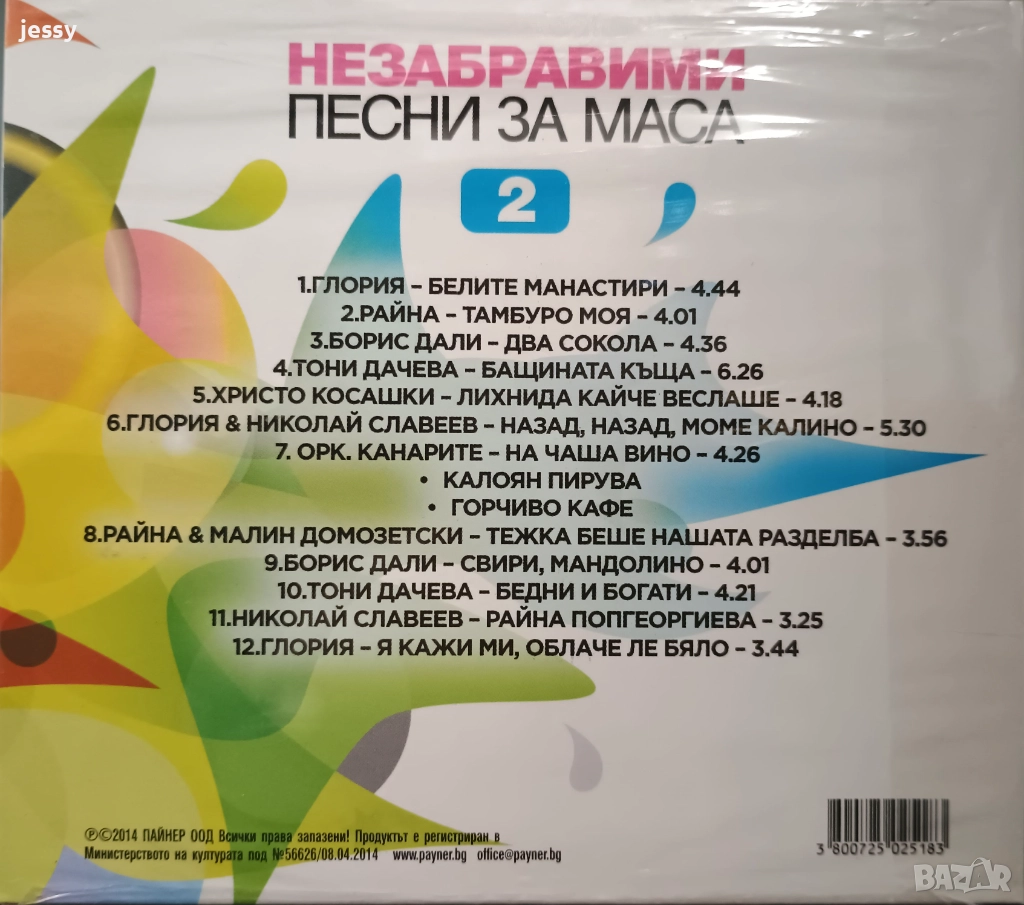 jessy
НЕЗАБРАВИМИ
ПЕСНИ ЗА МАСА
2
1.ГЛОРИЯ – БЕЛИТЕ МАНАСТИРИ – 4.44
2.РАЙНА – ТАМБУРО МОЯ – 4.01
3.БОРИС ДАЛИ – ДВА СОКОЛА – 4.36
4.ТОНИ ДАЧЕВА – БАЩИНАТА КЪЩА – 6.26
5.ХРИСТО КОСАШКИ – ЛИХНИДА КАЙЧЕ ВЕСЛАШЕ – 4.18
6.ГЛОРИЯ & НИКОЛАЙ СЛАВЕЕВ – НАЗАД, НАЗАД, МОМЕ КАЛИНО – 5.30
7. ОРК. КАНАРИТЕ – НА ЧАША ВИНО – 4.26
• КАЛОЯН ПИРУВА
• ГОРЧИВО КАФЕ
8.РАЙНА & МАЛИН ДОМОЗЕТСКИ – ТЕЖКА БЕШЕ НАШАТА РАЗДЕЛБА – 3.56
9.БОРИС ДАЛИ – СВИРИ, МАНДОЛИНО – 4.01
10.ТОНИ ДАЧЕВА – БЕДНИ И БОГАТИ – 4.21
11.НИКОЛАЙ СЛАВЕЕВ – РАЙНА ПОПГЕОРГИЕВА – 3.25
12.ГЛОРИЯ – Я КАЖИ МИ, ОБЛАЧЕ ЛЕ БЯЛО – 3.44
℗©2014 ПАЙНЕР ООД Всички права запазени! Продуктът е регистриран в
Министерството на културата под №56626/08.04.2014 www.payner.bg office@payner.bg
3 800725 025183
BAZAR